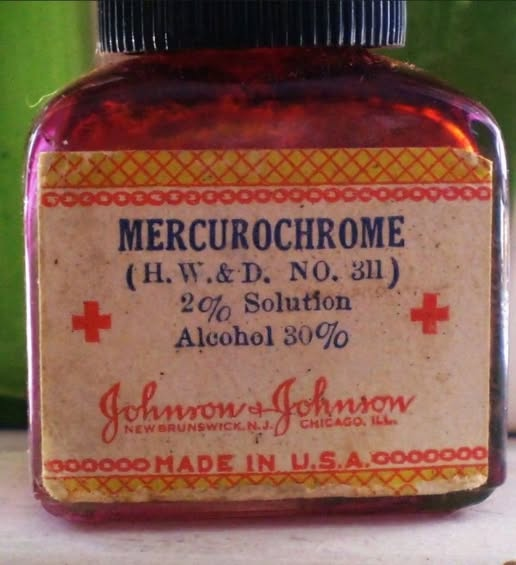 MERCUROCHROME
(H. W. & D. NO. 311)
2% Solution
Alcohol 30%
Johnson & Johnson
NEW BRUNSWICK, N.J. CHICAGO, ILL.
MADE IN U.S.A.